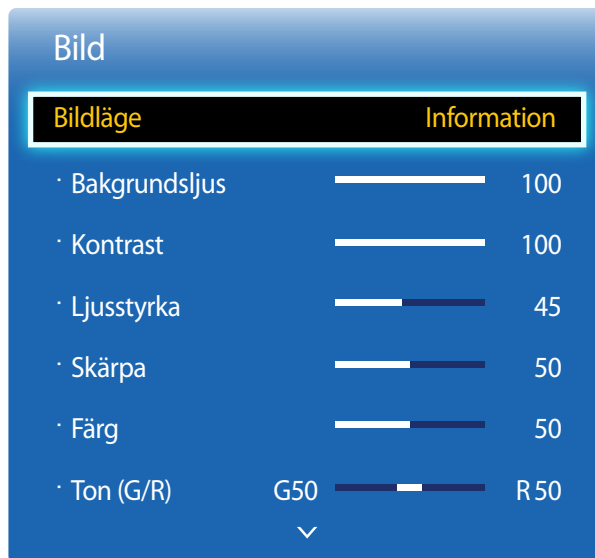 Bild
Bildläge Information
· Bakgrundsljus 100
· Kontrast 100
· Ljusstyrka 45
· Skärpa 50
· Färg 50
· Ton (G/R) G50 R50